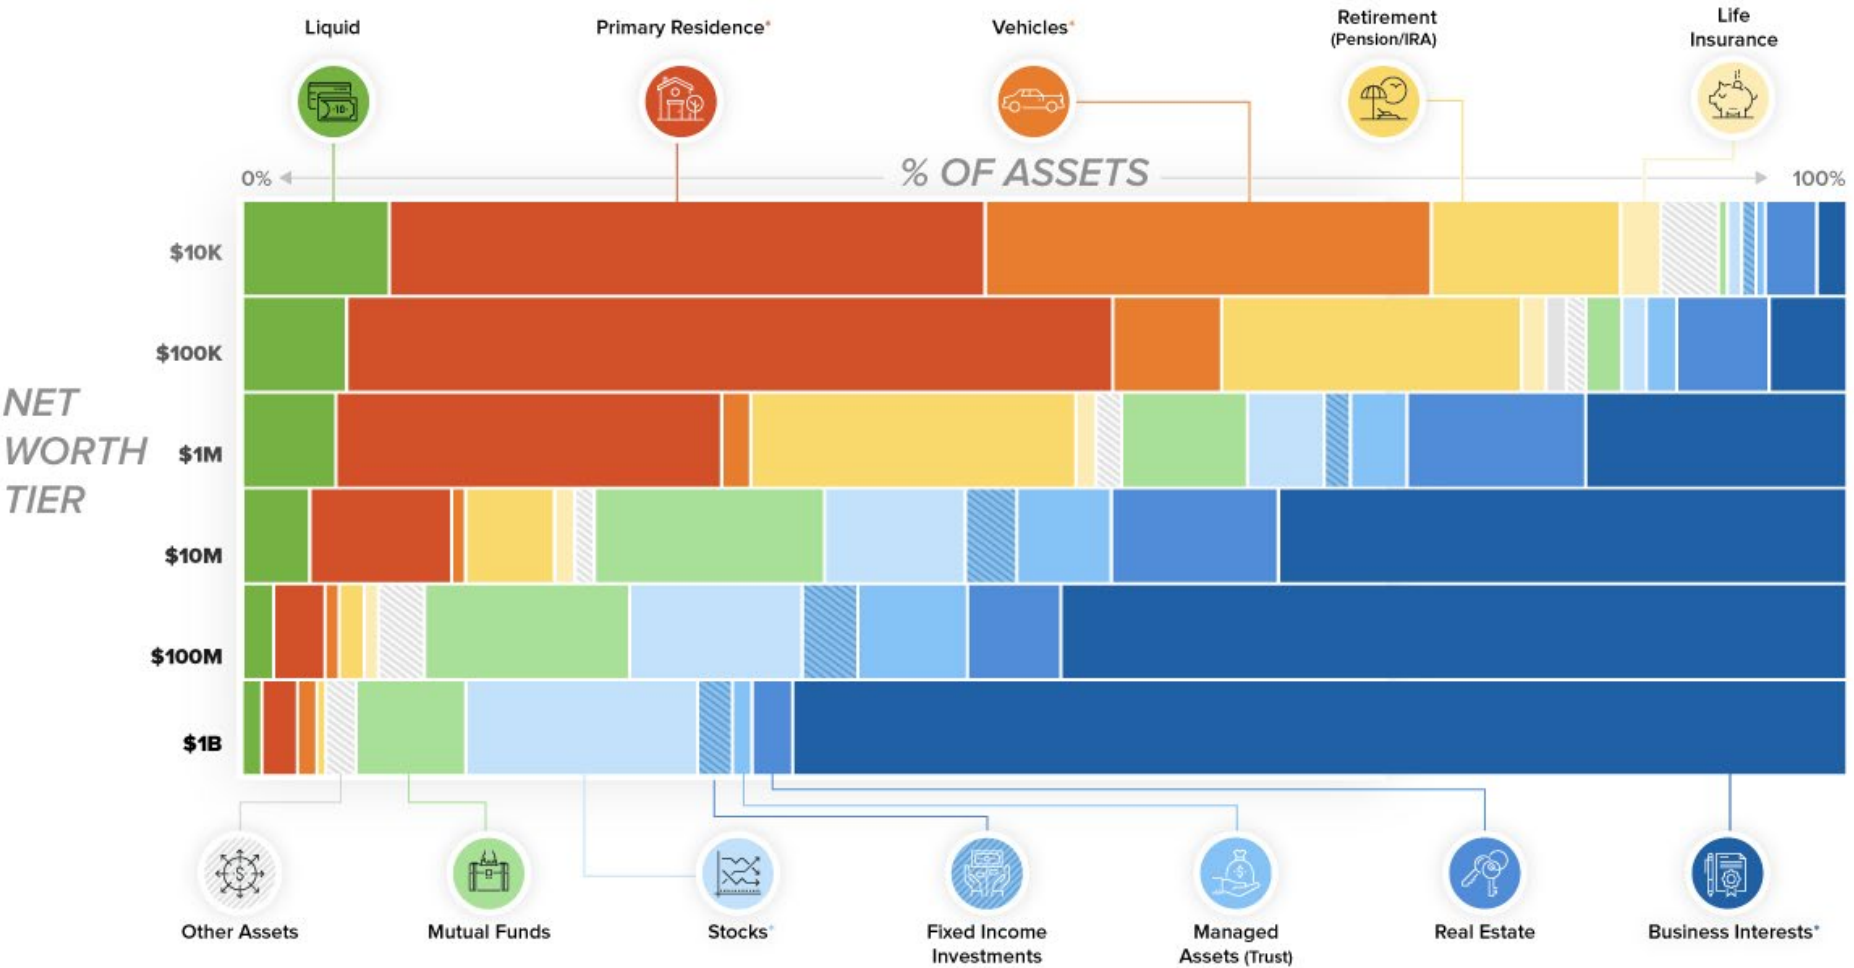 Liquid
Primary Residence*
Vehicles*
Retirement
(Pension/IRA)
Life
Insurance
-10-
0%
% OF ASSETS
100%
NET
WORTH
TIER
$10K
$100K
$1M
$10M
$100M
$1B
$
$
Other Assets
Mutual Funds
Stocks*
Fixed Income
Investments
Managed
Assets (Trust)
Real Estate
Business Interests*